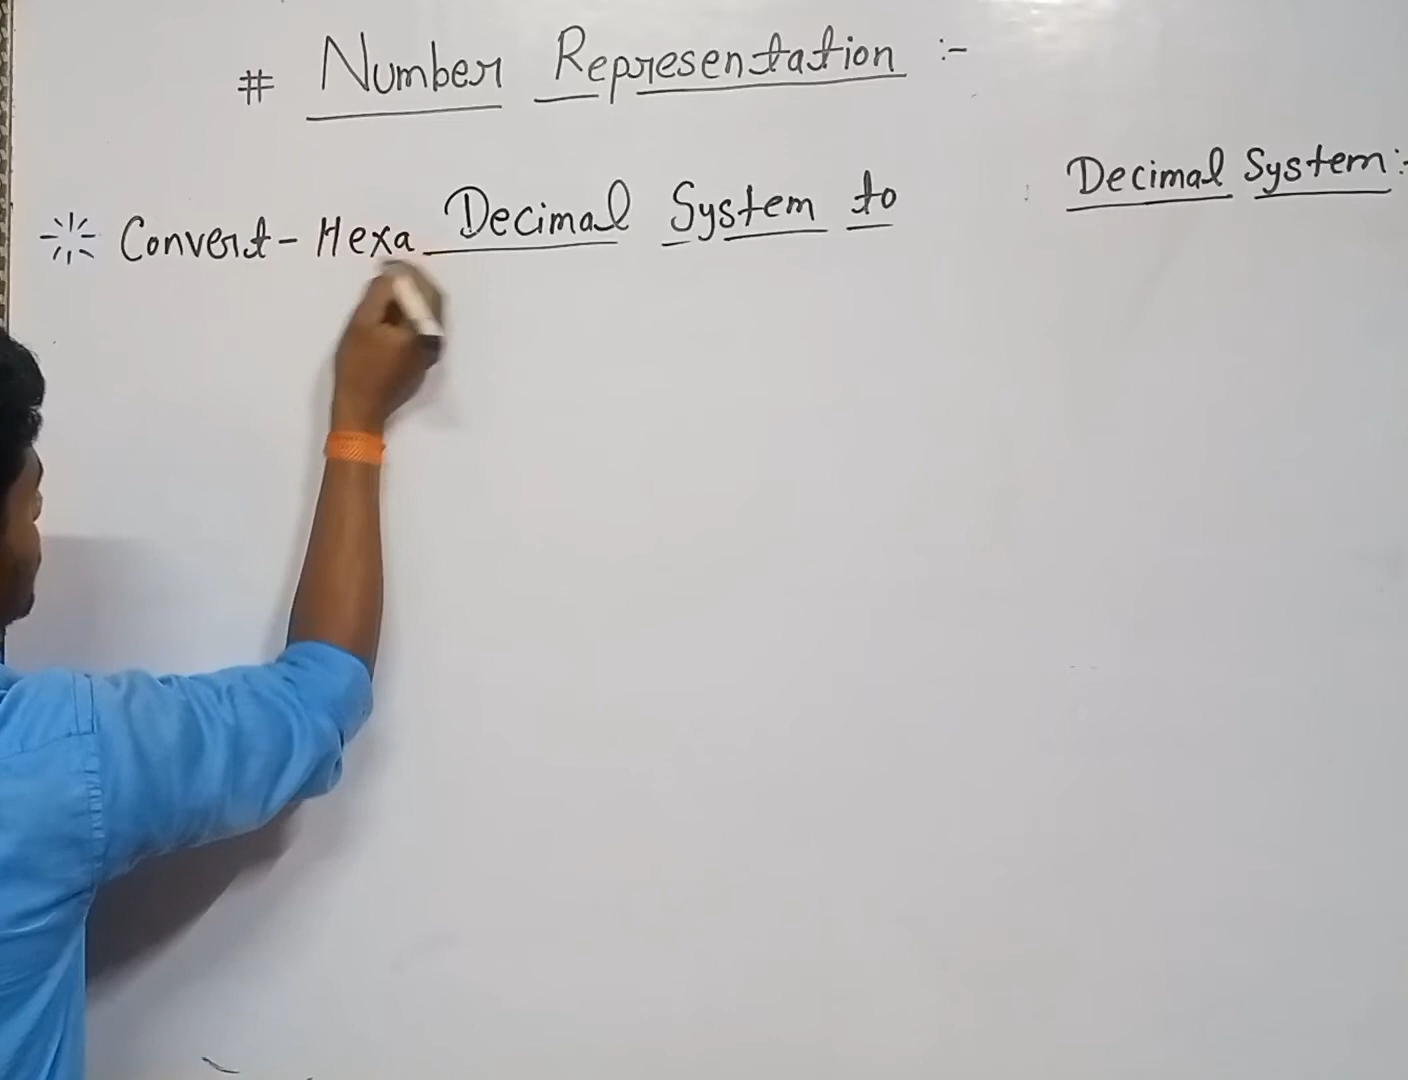 # Number Representation :-
Convert - Hexa Decimal System to Decimal System :-